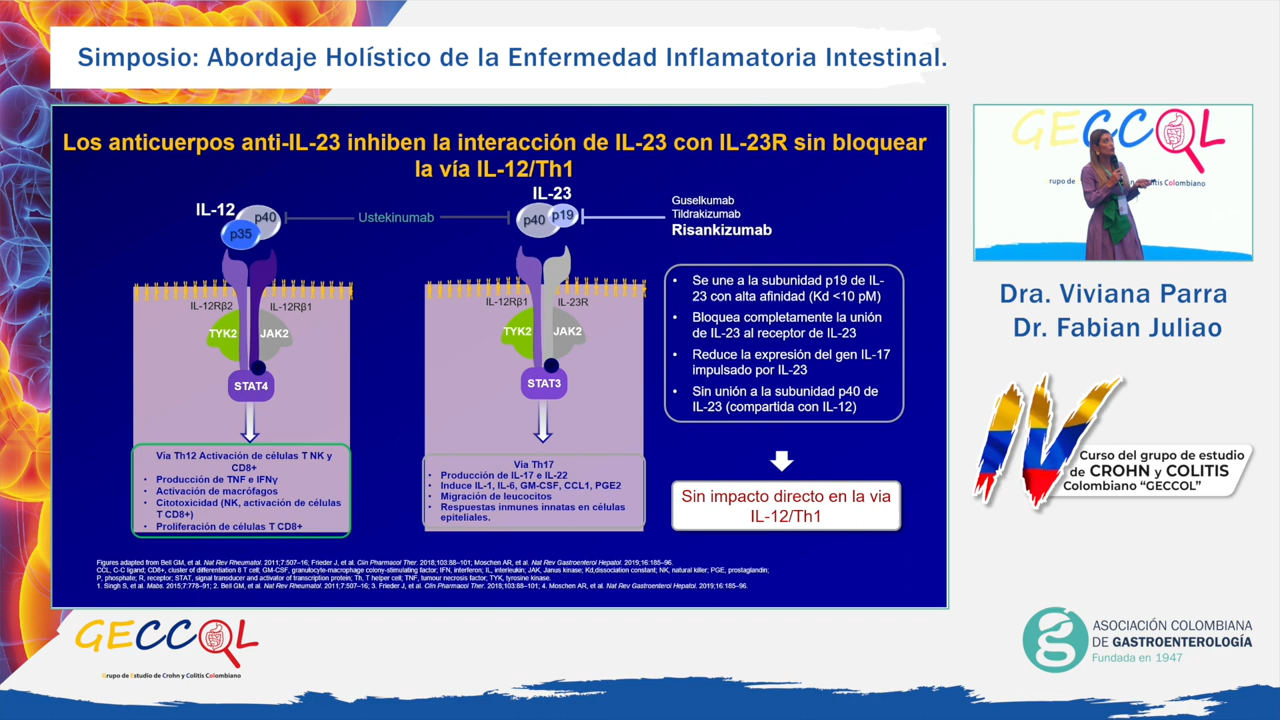 Simposio: Abordaje Holístico de la Enfermedad Inflamatoria Intestinal.
Los anticuerpos anti-IL-23 inhiben la interacción de IL-23 con IL-23R sin bloquear
la vía IL-12/Th1
IL-12
p40
p35
Ustekinumab
IL-23
p40
p19
Guselkumab
Tildrakizumab
Risankizumab
IL-12Rβ2
IL-12Rβ1
TYK2
JAK2
STAT4
Via Th12 Activación de células T NK y
CD8+
• Producción de TNF e IFNγ
• Activación de macrófagos
• Citotoxicidad (NK, activación de células
T CD8+)
• Proliferación de células T CD8+
IL-12Rβ1
IL-23R
TYK2
JAK2
STAT3
Via Th17
• Producción de IL-17 e IL-22
• Induce IL-1, IL-6, GM-CSF, CCL1, PGE2
• Migración de leucocitos
• Respuestas inmunes innatas en células
epiteliales.
• Se une a la subunidad p19 de IL-
23 con alta afinidad (Kd <10 pM)
• Bloquea completamente la unión
de IL-23 al receptor de IL-23
• Reduce la expresión del gen IL-17
impulsado por IL-23
• Sin unión a la subunidad p40 de
IL-23 (compartida con IL-12)
Sin impacto directo en la via
IL-12/Th1
Figures adapted from Bell GM, et al. Nat Rev Rheumatol. 2011;7:507–16; Frieder J, et al. Clin Pharmacol Ther. 2018;103:88–101; Moschen AR, et al. Nat Rev Gastroenterol Hepatol. 2019;16:185–96.
CCL, C-C ligand; CD8+, cluster of differentiation 8 T cell; GM-CSF, granulocyte-macrophage colony-stimulating factor; IFN, interferon; IL, interleukin; JAK, Janus kinase; Kd,dissociation constant; NK, natural killer; PGE, prostaglandin;
P, phosphate; R, receptor; STAT, signal transducer and activator of transcription protein; Th, T helper cell; TNF, tumour necrosis factor; TYK, tyrosine kinase.
1. Singh S, et al. Mabs. 2015;7:778–91; 2. Bell GM, et al. Nat Rev Rheumatol. 2011;7:507–16; 3. Frieder J, et al. Clin Pharmacol Ther. 2018;103:88–101; 4. Moschen AR, et al. Nat Rev Gastroenterol Hepatol. 2019;16:185–96.
GECCOL
rupo de
Colitis Colombiano
Dra. Viviana Parra
Dr. Fabian Juliao
IV
Curso del grupo de estudio
de CROHN y COLITIS
Colombiano “GECCOL”
GECCOL
Grupo de Estudio de Crohn y Colitis Colombiano
ASOCIACIÓN COLOMBIANA
DE GASTROENTEROLOGÍA
Fundada en 1947